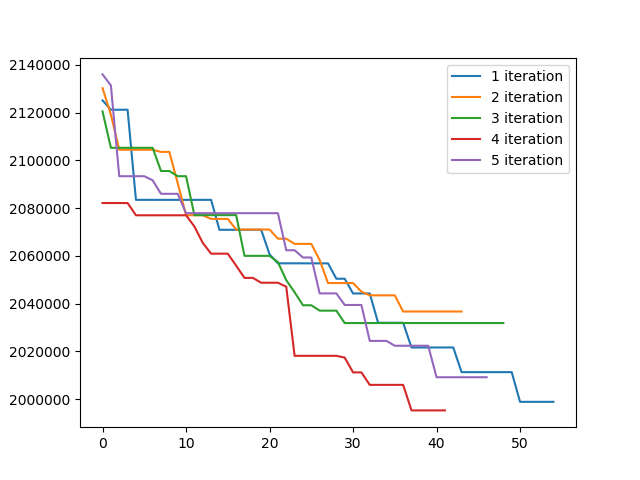 2140000
2120000
2100000
2080000
2060000
2040000
2020000
2000000
0 10 20 30 40 50
1 iteration
2 iteration
3 iteration
4 iteration
5 iteration